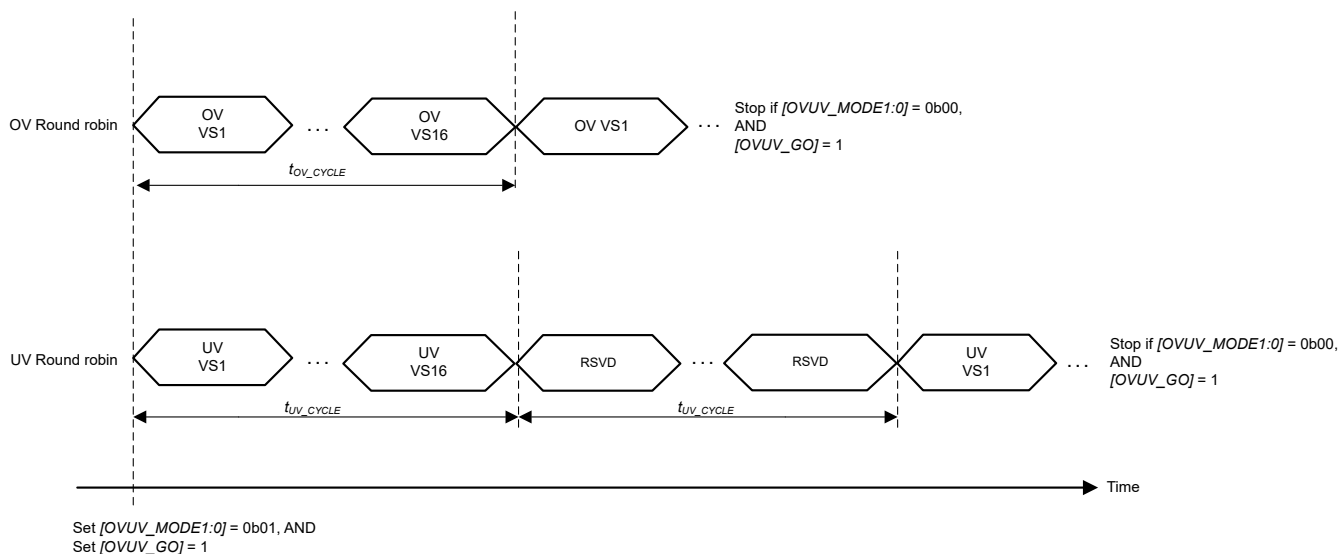 OV Round robin
OV
VS1
. . .
OV
VS16
OV VS1
. . .
Stop if [OVUV_MODE1:0] = 0b00,
AND
[OVUV_GO] = 1
tOV_CYCLE
UV Round robin
UV
VS1
. . .
UV
VS16
RSVD
. . .
RSVD
UV
VS1
. . .
Stop if [OVUV_MODE1:0] = 0b00,
AND
[OVUV_GO] = 1
tUV_CYCLE
tUV_CYCLE
Time
Set [OVUV_MODE1:0] = 0b01, AND
Set [OVUV_GO] = 1